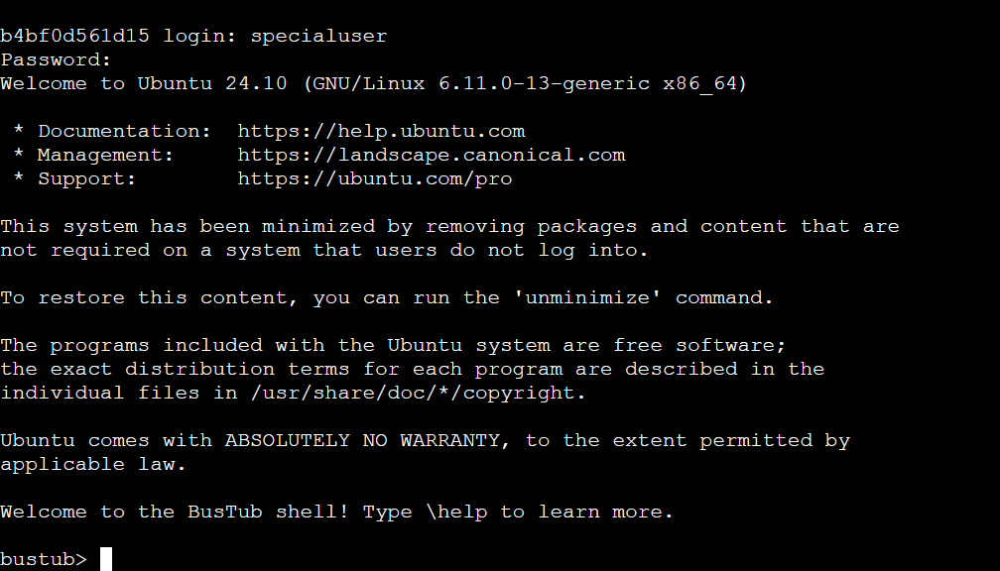 b4bf0d561d15 login: specialuser
Password:
Welcome to Ubuntu 24.10 (GNU/Linux 6.11.0-13-generic x86_64)
* Documentation:  https://help.ubuntu.com
* Management:     https://landscape.canonical.com
* Support:        https://ubuntu.com/pro
This system has been minimized by removing packages and content that are
not required on a system that users do not log into.
To restore this content, you can run the 'unminimize' command.
The programs included with the Ubuntu system are free software;
the exact distribution terms for each program are described in the
individual files in /usr/share/doc/*/copyright.
Ubuntu comes with ABSOLUTELY NO WARRANTY, to the extent permitted by
applicable law.
Welcome to the BusTub shell! Type \help to learn more.
bustub>